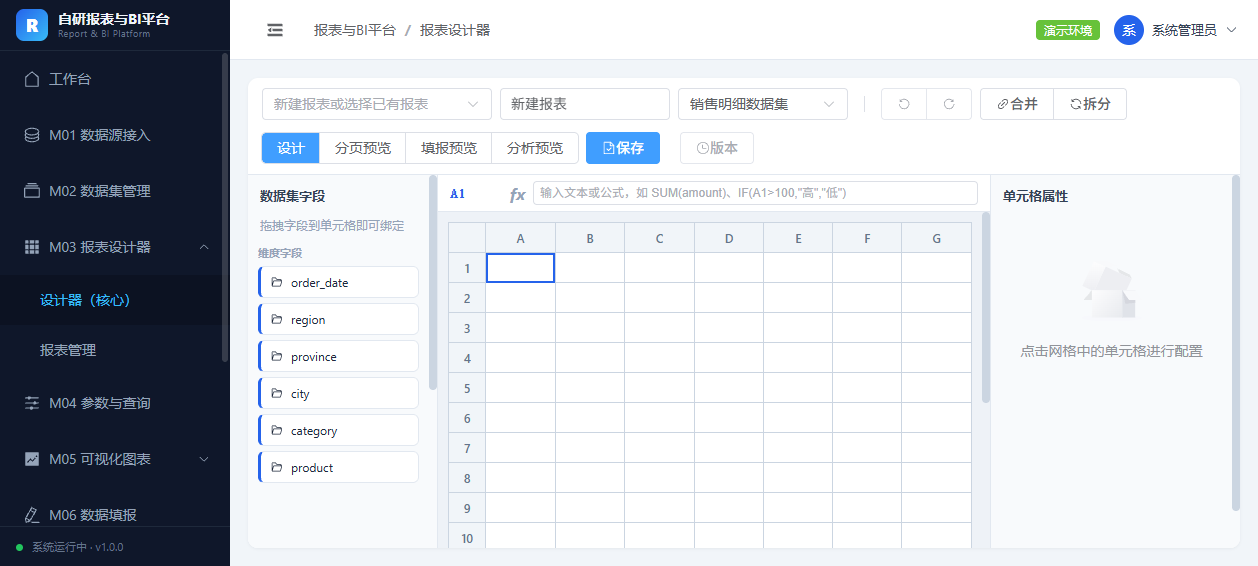 R
自研报表与BI平台
Report & BI Platform
工作台
M01 数据源接入
M02 数据集管理
M03 报表设计器
设计器（核心）
报表管理
M04 参数与查询
M05 可视化图表
M06 数据填报
系统运行中 · v1.0.0
报表与BI平台 / 报表设计器
演示环境
系 系统管理员
新建报表或选择已有报表 新建报表 销售明细数据集 合并 拆分
设计 分页预览 填报预览 分析预览 保存 版本
数据集字段
拖拽字段到单元格即可绑定
维度字段
order_date
region
province
city
category
product
A1 fx 输入文本或公式，如 SUM(amount)、IF(A1>100,"高","低")
A B C D E F G
1
2
3
4
5
6
7
8
9
10
单元格属性
点击网格中的单元格进行配置